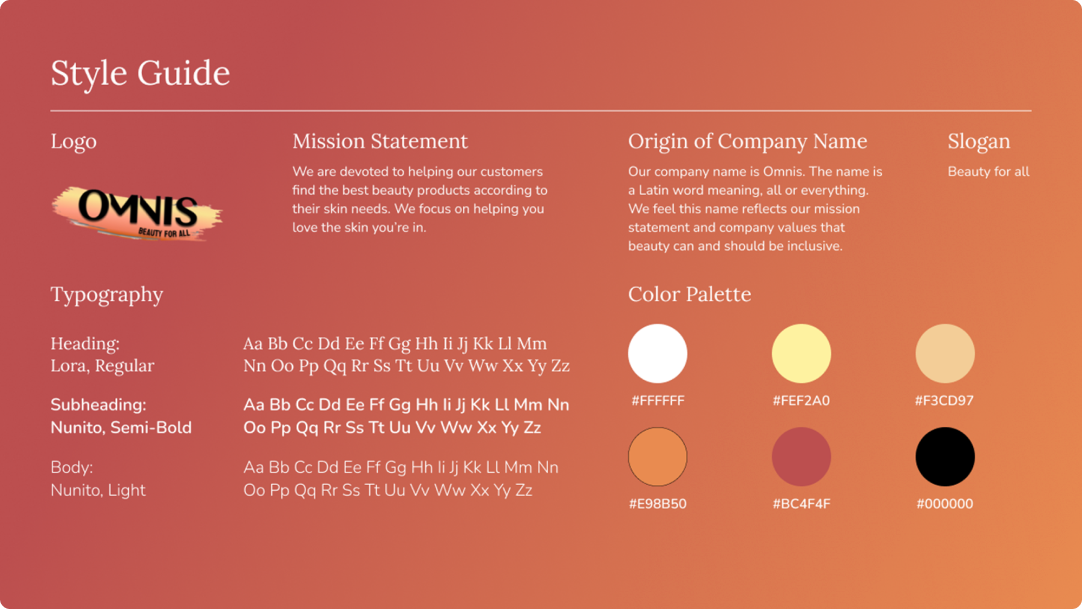 Style Guide
Logo
OMNIS
BEAUTY FOR ALL
Mission Statement
We are devoted to helping our customers
find the best beauty products according to
their skin needs. We focus on helping you
love the skin you're in.
Origin of Company Name
Our company name is Omnis. The name is
a Latin word meaning, all or everything.
We feel this name reflects our mission
statement and company values that
beauty can and should be inclusive.
Slogan
Beauty for all
Typography
Heading:
Lora, Regular
Aa Bb Cc Dd Ee Ff Gg Hh Ii Jj Kk Ll Mm
Nn Oo Pp Qq Rr Ss Tt Uu Vv Ww Xx Yy Zz
Subheading:
Nunito, Semi-Bold
Aa Bb Cc Dd Ee Ff Gg Hh Ii Jj Kk Ll Mm Nn
Oo Pp Qq Rr Ss Tt Uu Vv Ww Xx Yy Zz
Body:
Nunito, Light
Aa Bb Cc Dd Ee Ff Gg Hh Ii Jj Kk Ll Mm Nn
Oo Pp Qq Rr Ss Tt Uu Vv Ww Xx Yy Zz
Color Palette
#FFFFFF
#FEF2A0
#F3CD97
#E98B50
#BC4F4F
#000000